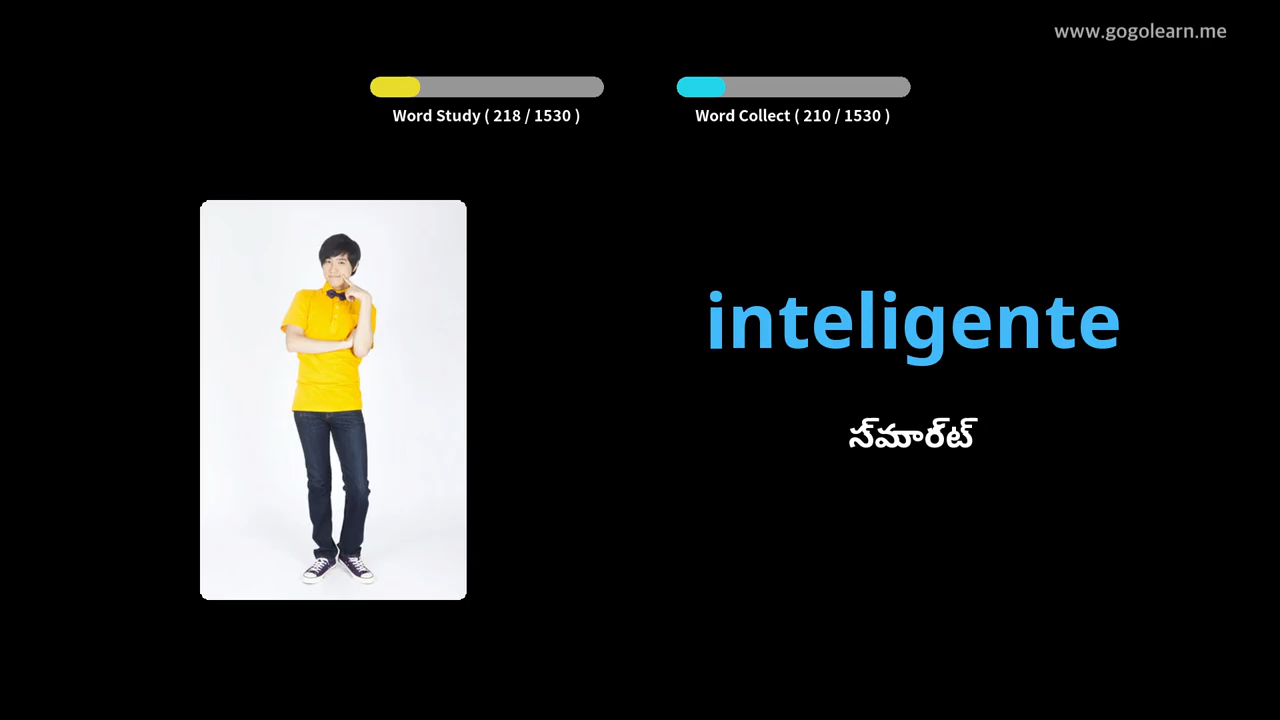 www.gogolearn.me
Word Study ( 218 / 1530 )
Word Collect ( 210 / 1530 )
inteligente
స్‌మార్‌ట్